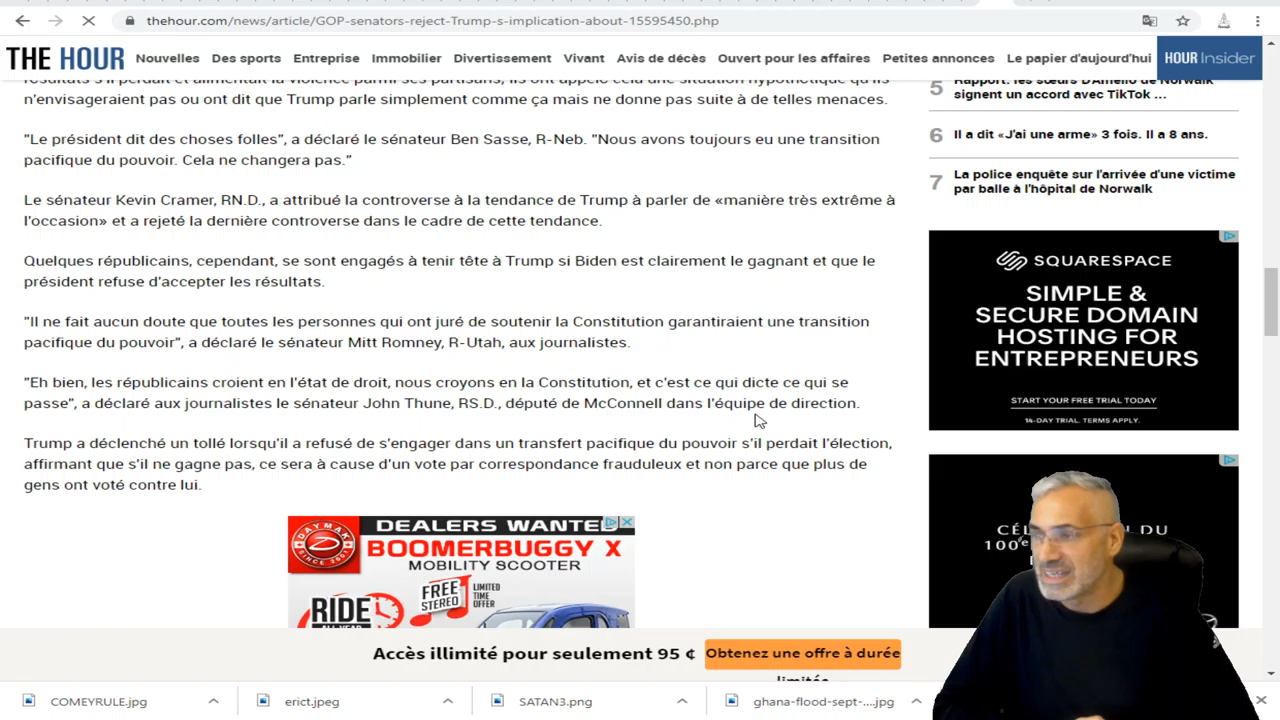 thehour.com/news/article/GOP-senators-reject-Trump-s-implication-about-15595450.php
THE HOUR
Nouvelles Des sports Entreprise Immobilier Divertissement Vivant Avis de décès Ouvert pour les affaires Petites annonces Le papier d'aujourd'hui HOUR Insider
résultats s'il perdait et alimentait la violence parmi ses partisans, ils ont appelé cela une situation hypothétique qu'ils
n'envisageraient pas ou ont dit que Trump parle simplement comme ça mais ne donne pas suite à de telles menaces.
"Le président dit des choses folles", a déclaré le sénateur Ben Sasse, R-Neb. "Nous avons toujours eu une transition
pacifique du pouvoir. Cela ne changera pas."
Le sénateur Kevin Cramer, RN.D., a attribué la controverse à la tendance de Trump à parler de «manière très extrême à
l'occasion» et a rejeté la dernière controverse dans le cadre de cette tendance.
Quelques républicains, cependant, se sont engagés à tenir tête à Trump si Biden est clairement le gagnant et que le
président refuse d'accepter les résultats.
"Il ne fait aucun doute que toutes les personnes qui ont juré de soutenir la Constitution garantiraient une transition
pacifique du pouvoir", a déclaré le sénateur Mitt Romney, R-Utah, aux journalistes.
"Eh bien, les républicains croient en l'état de droit, nous croyons en la Constitution, et c'est ce qui dicte ce qui se
passe", a déclaré aux journalistes le sénateur John Thune, RS.D., député de McConnell dans l'équipe de direction.
Trump a déclenché un tollé lorsqu'il a refusé de s'engager dans un transfert pacifique du pouvoir s'il perdait l'élection,
affirmant que s'il ne gagne pas, ce sera à cause d'un vote par correspondance frauduleux et non parce que plus de
gens ont voté contre lui.
5 Rapport: les sœurs D'Amelio de Norwalk
signent un accord avec TikTok ...
6 Il a dit «J'ai une arme» 3 fois. Il a 8 ans.
7 La police enquête sur l'arrivée d'une victime
par balle à l'hôpital de Norwalk
SQUARESPACE
SIMPLE &
SECURE DOMAIN
HOSTING FOR
ENTREPRENEURS
START YOUR FREE TRIAL TODAY
14-DAY TRIAL. TERMS APPLY.
DU
100e
DAYMAK
SINCE 2001
DEALERS WANTED
BOOMERBUGGY X
MOBILITY SCOOTER
FREE
STEREO
LIMITED
TIME
OFFER
RIDE
Accès illimité pour seulement 95 ¢
Obtenez une offre à durée
limitée
COMEYRULE.jpg
erict.jpeg
SATAN3.png
ghana-flood-sept-....jpg